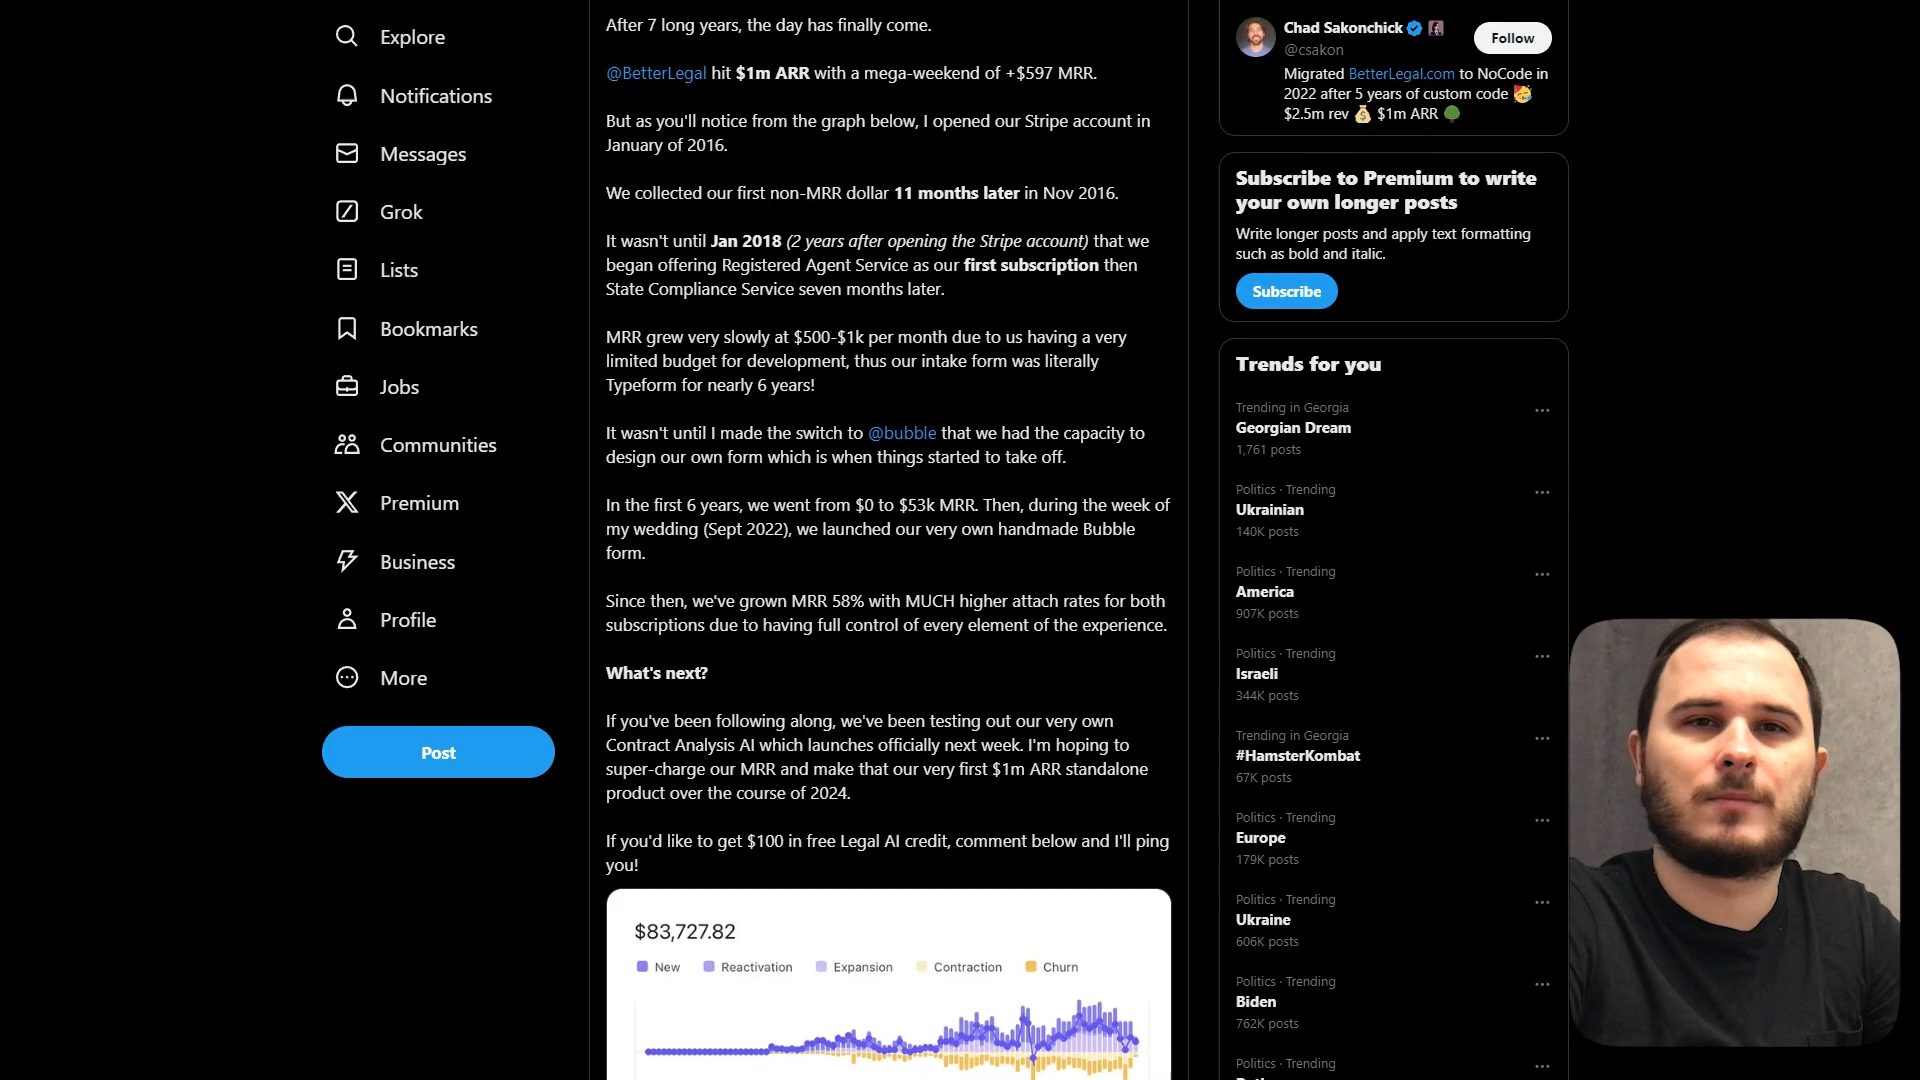 Explore
Notifications
Messages
Grok
Lists
Bookmarks
Jobs
Communities
Premium
Business
Profile
More
Post
After 7 long years, the day has finally come.
@BetterLegal hit $1m ARR with a mega-weekend of +$597 MRR.
But as you'll notice from the graph below, I opened our Stripe account in
January of 2016.
We collected our first non-MRR dollar 11 months later in Nov 2016.
It wasn't until Jan 2018 (2 years after opening the Stripe account) that we
began offering Registered Agent Service as our first subscription then
State Compliance Service seven months later.
MRR grew very slowly at $500-$1k per month due to us having a very
limited budget for development, thus our intake form was literally
Typeform for nearly 6 years!
It wasn't until I made the switch to @bubble that we had the capacity to
design our own form which is when things started to take off.
In the first 6 years, we went from $0 to $53k MRR. Then, during the week of
my wedding (Sept 2022), we launched our very own handmade Bubble
form.
Since then, we've grown MRR 58% with MUCH higher attach rates for both
subscriptions due to having full control of every element of the experience.
What's next?
If you've been following along, we've been testing out our very own
Contract Analysis AI which launches officially next week. I'm hoping to
super-charge our MRR and make that our very first $1m ARR standalone
product over the course of 2024.
If you'd like to get $100 in free Legal AI credit, comment below and I'll ping
you!
$83,727.82
New Reactivation Expansion Contraction Churn
Chad Sakonchick
@csakon
Follow
Migrated BetterLegal.com to NoCode in
2022 after 5 years of custom code 🥳
$2.5m rev 💰 $1m ARR 🌳
Subscribe to Premium to write
your own longer posts
Write longer posts and apply text formatting
such as bold and italic.
Subscribe
Trends for you
Trending in Georgia
Georgian Dream
1,761 posts
Politics · Trending
Ukrainian
140K posts
Politics · Trending
America
907K posts
Politics · Trending
Israeli
344K posts
Trending in Georgia
#HamsterKombat
67K posts
Politics · Trending
Europe
179K posts
Politics · Trending
Ukraine
606K posts
Politics · Trending
Biden
762K posts
Politics · Trending